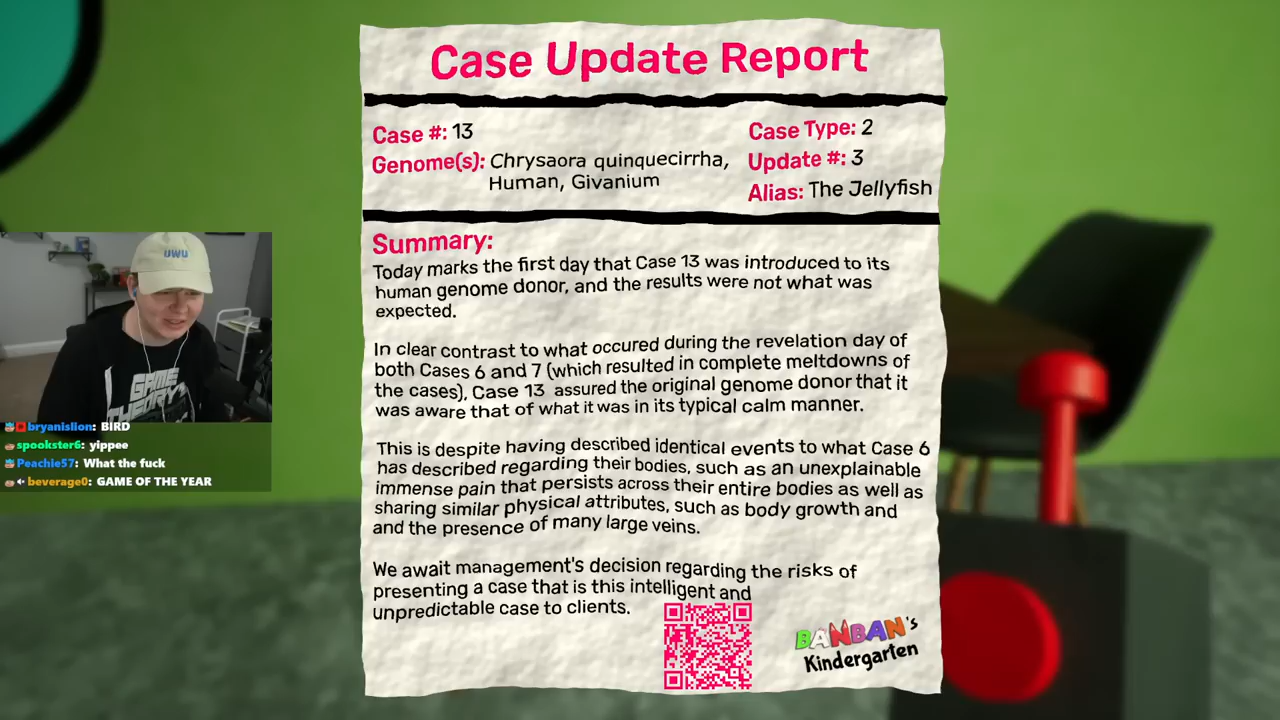 Case Update Report
Case #: 13
Genome(s): Chrysaora quinquecirrha,
Human, Givanium
Case Type: 2
Update #: 3
Alias: The Jellyfish
Summary:
Today marks the first day that Case 13 was introduced to its
human genome donor, and the results were not what was
expected.
In clear contrast to what occured during the revelation day of
both Cases 6 and 7 (which resulted in complete meltdowns of
the cases), Case 13 assured the original genome donor that it
was aware that of what it was in its typical calm manner.
This is despite having described identical events to what Case 6
has described regarding their bodies, such as an unexplainable
immense pain that persists across their entire bodies as well as
sharing similar physical attributes, such as body growth and
and the presence of many large veins.
We await management's decision regarding the risks of
presenting a case that is this intelligent and
unpredictable case to clients.
BANBAN's
Kindergarten
UWU
GAME
THEORY
bryanislion: BIRD
spookster6: yippee
Peachie57: What the fuck
beverage0: GAME OF THE YEAR